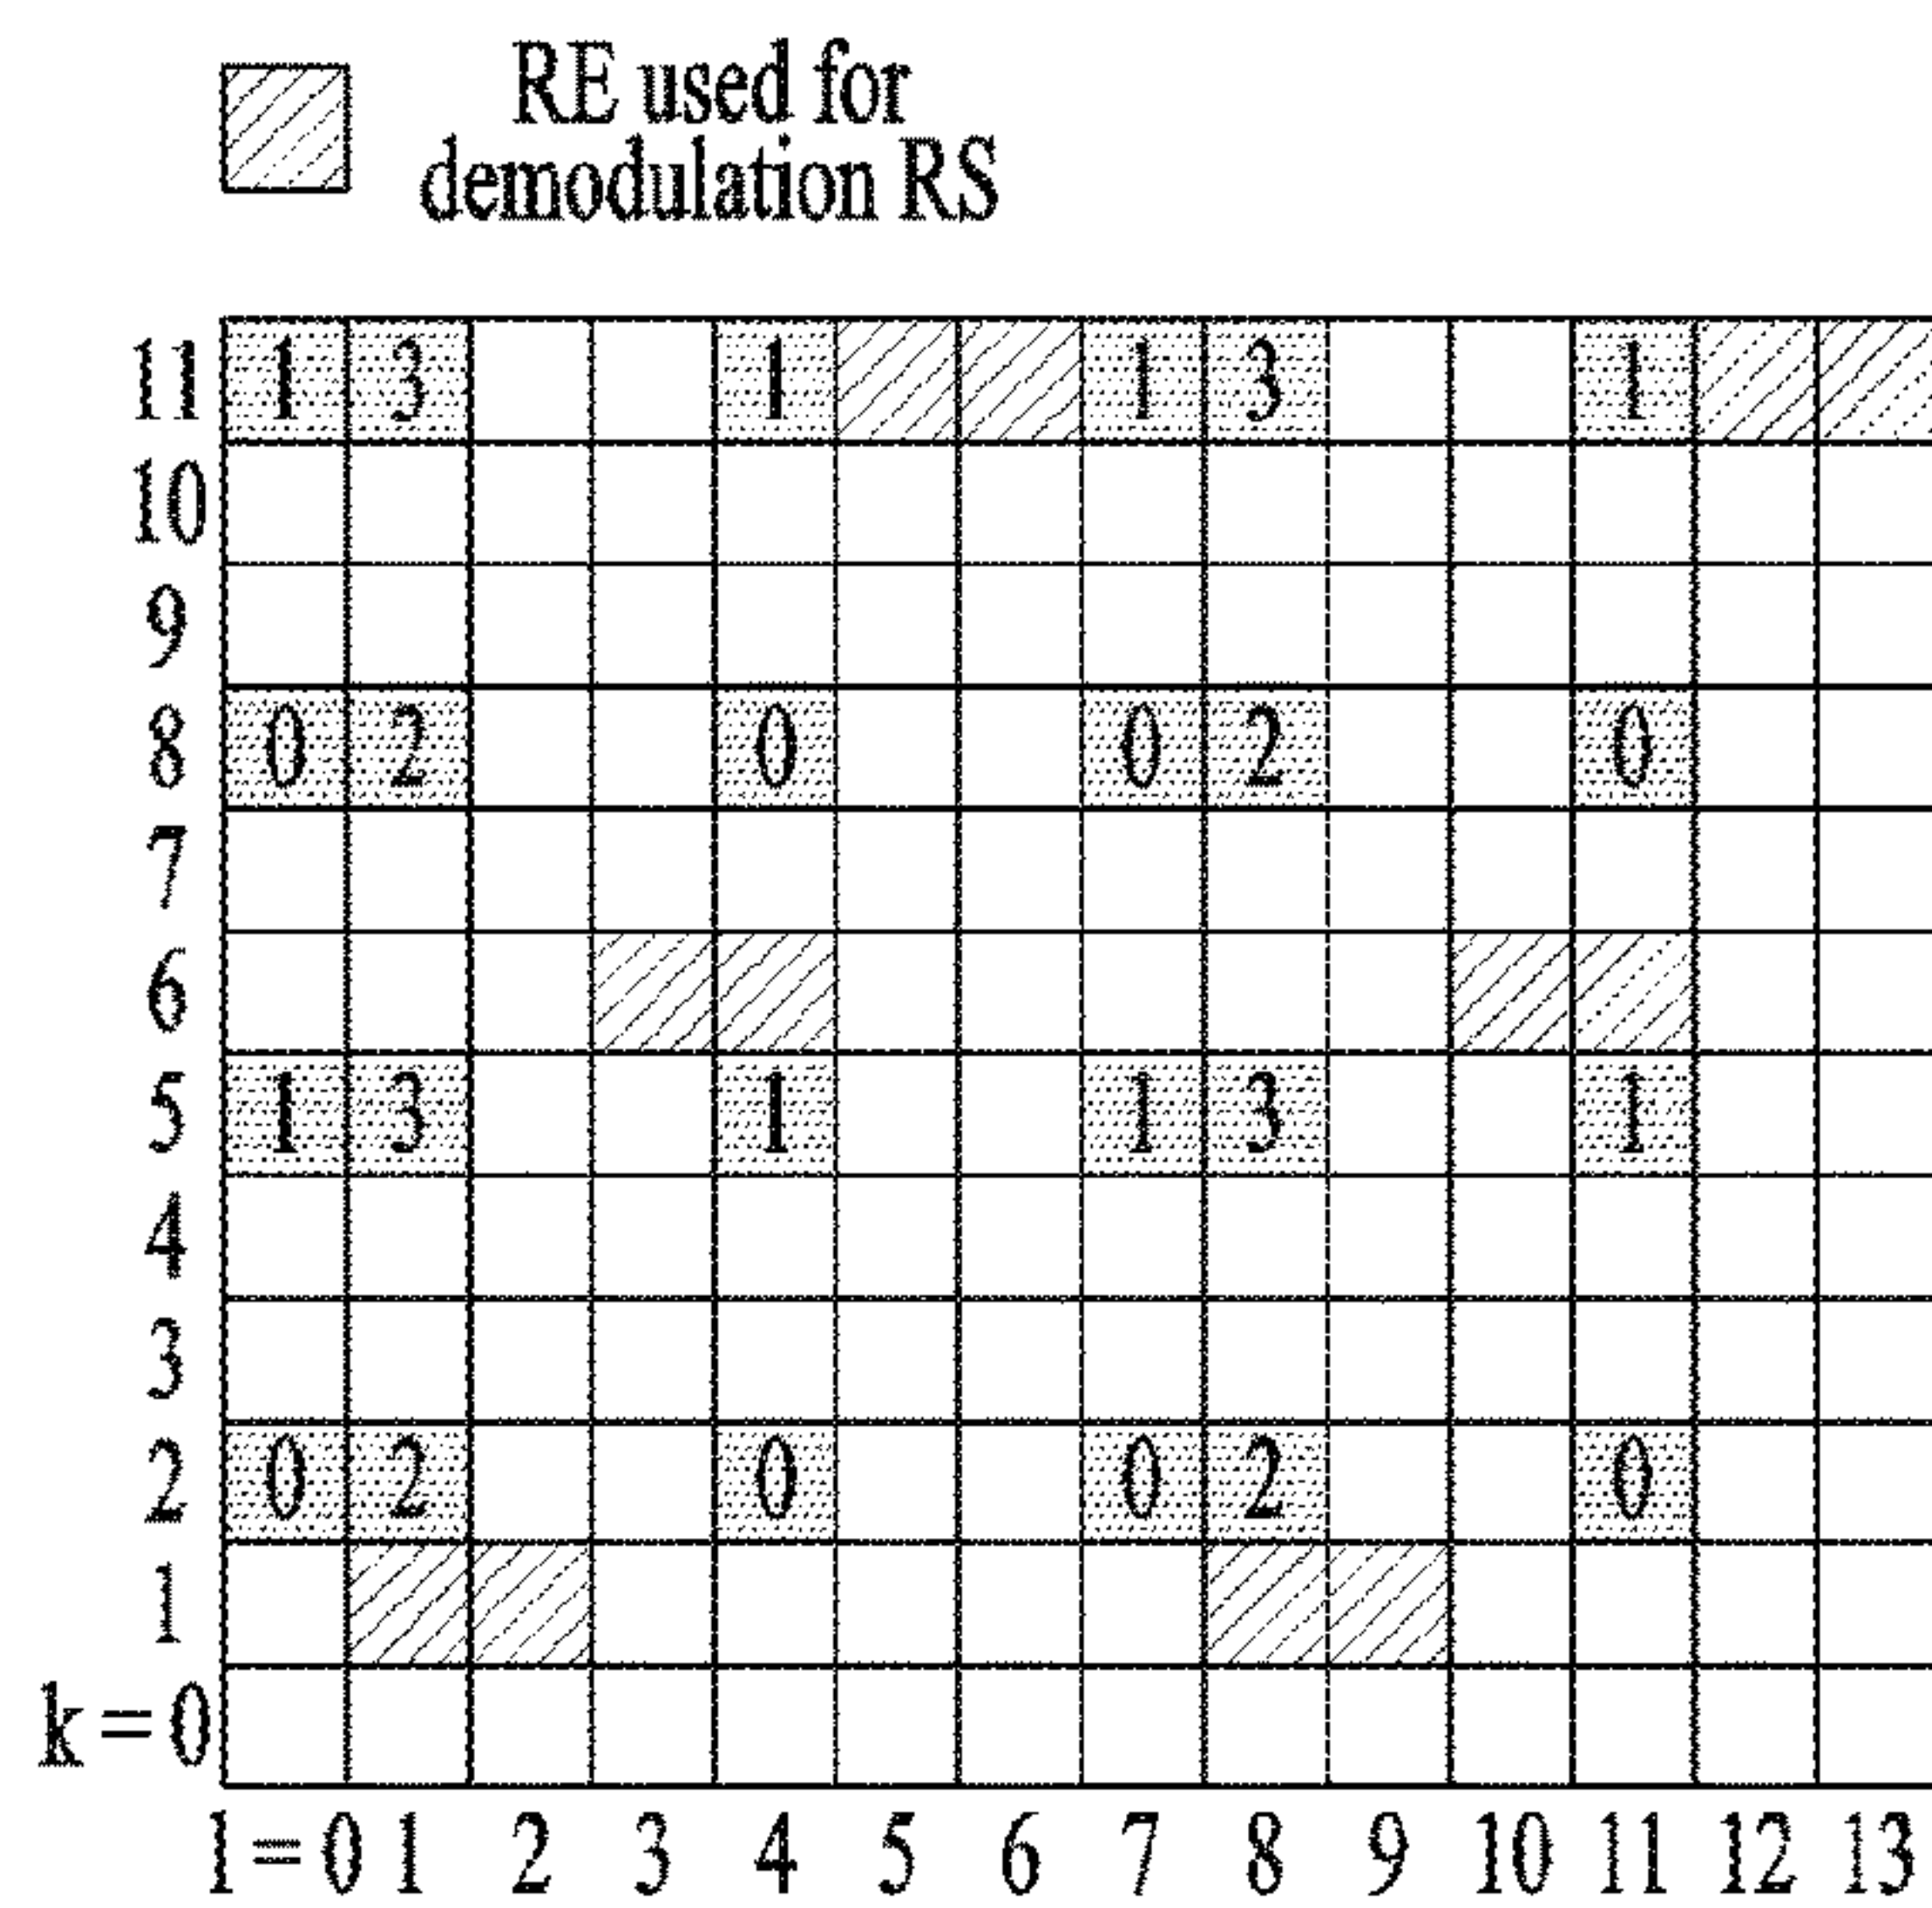 RE used for
demodulation RS
11 1 3 1 1 3 1
10
9
8 0 2 0 0 2 0
7
6
5 1 3 1 1 3 1
4
3
2 0 2 0 0 2 0
1
k = 0
l = 0 1 2 3 4 5 6 7 8 9 10 11 12 13